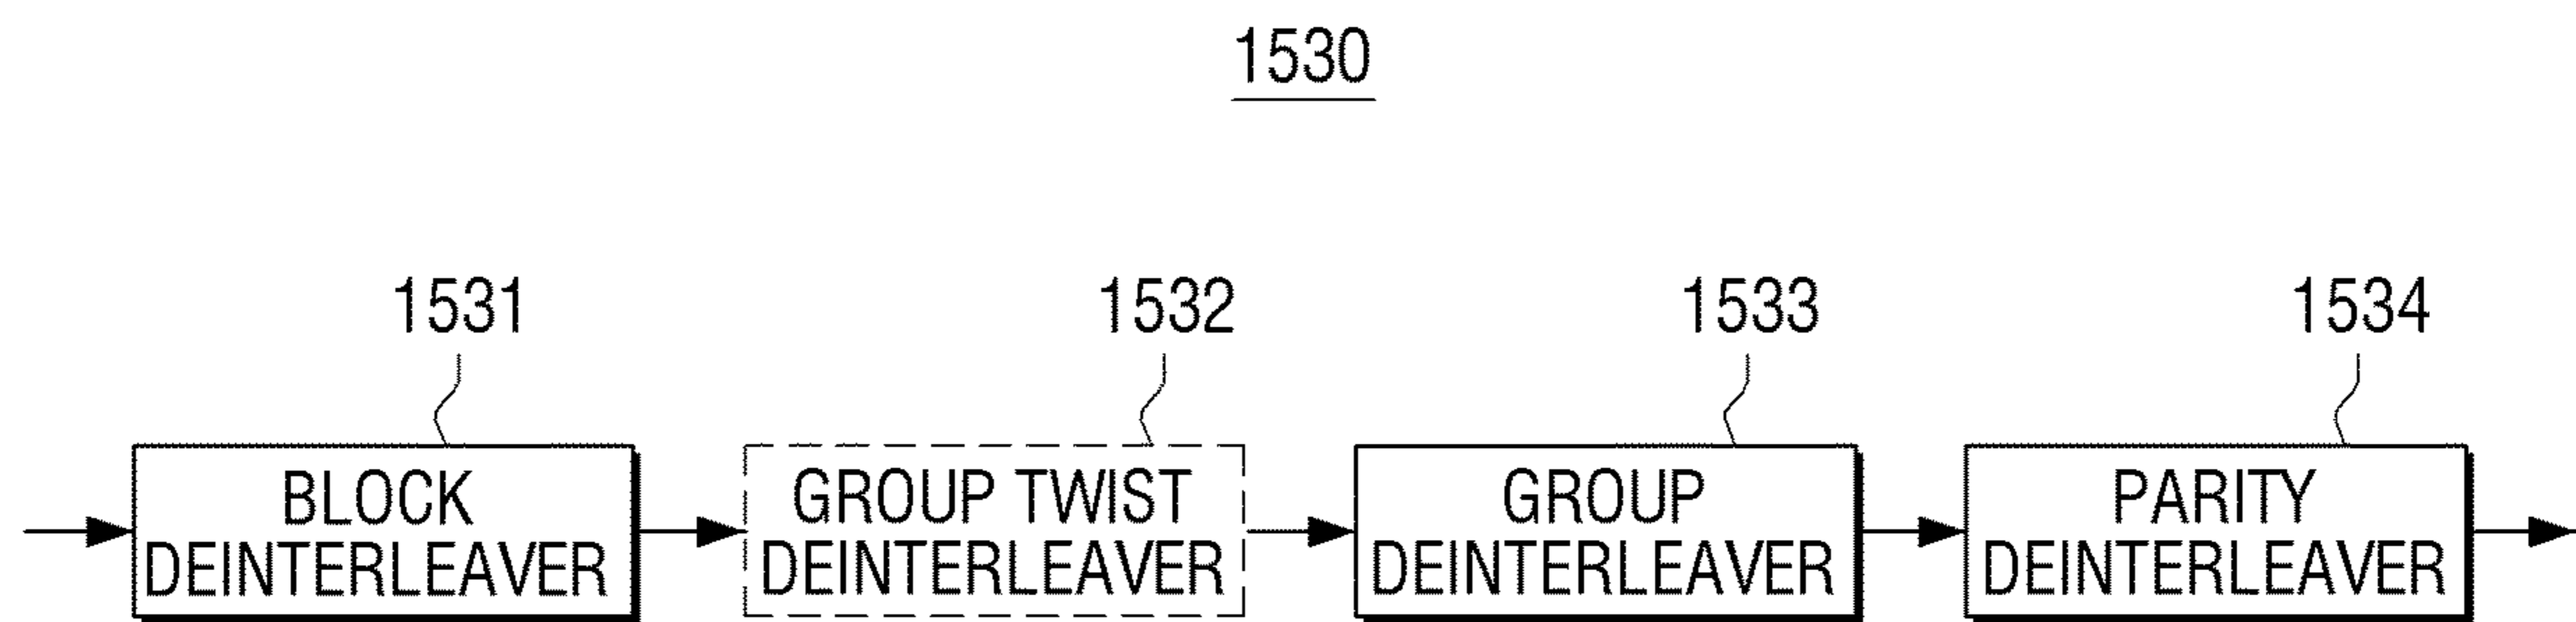 1530
1531
1532
1533
1534
BLOCK
DEINTERLEAVER
GROUP TWIST
DEINTERLEAVER
GROUP
DEINTERLEAVER
PARITY
DEINTERLEAVER